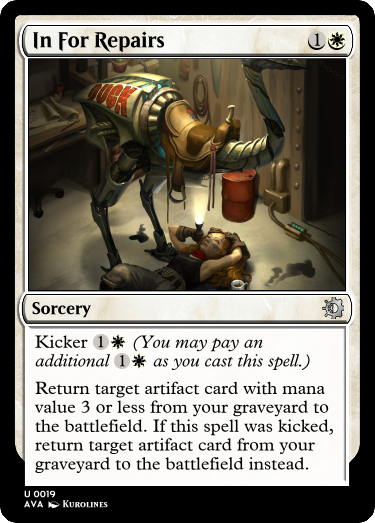 In For Repairs 1
BUCK
Sorcery
Kicker 1 (You may pay an
additional 1 as you cast this spell.)
Return target artifact card with mana
value 3 or less from your graveyard to
the battlefield. If this spell was kicked,
return target artifact card from your
graveyard to the battlefield instead.
U 0019
AVA Kurolines